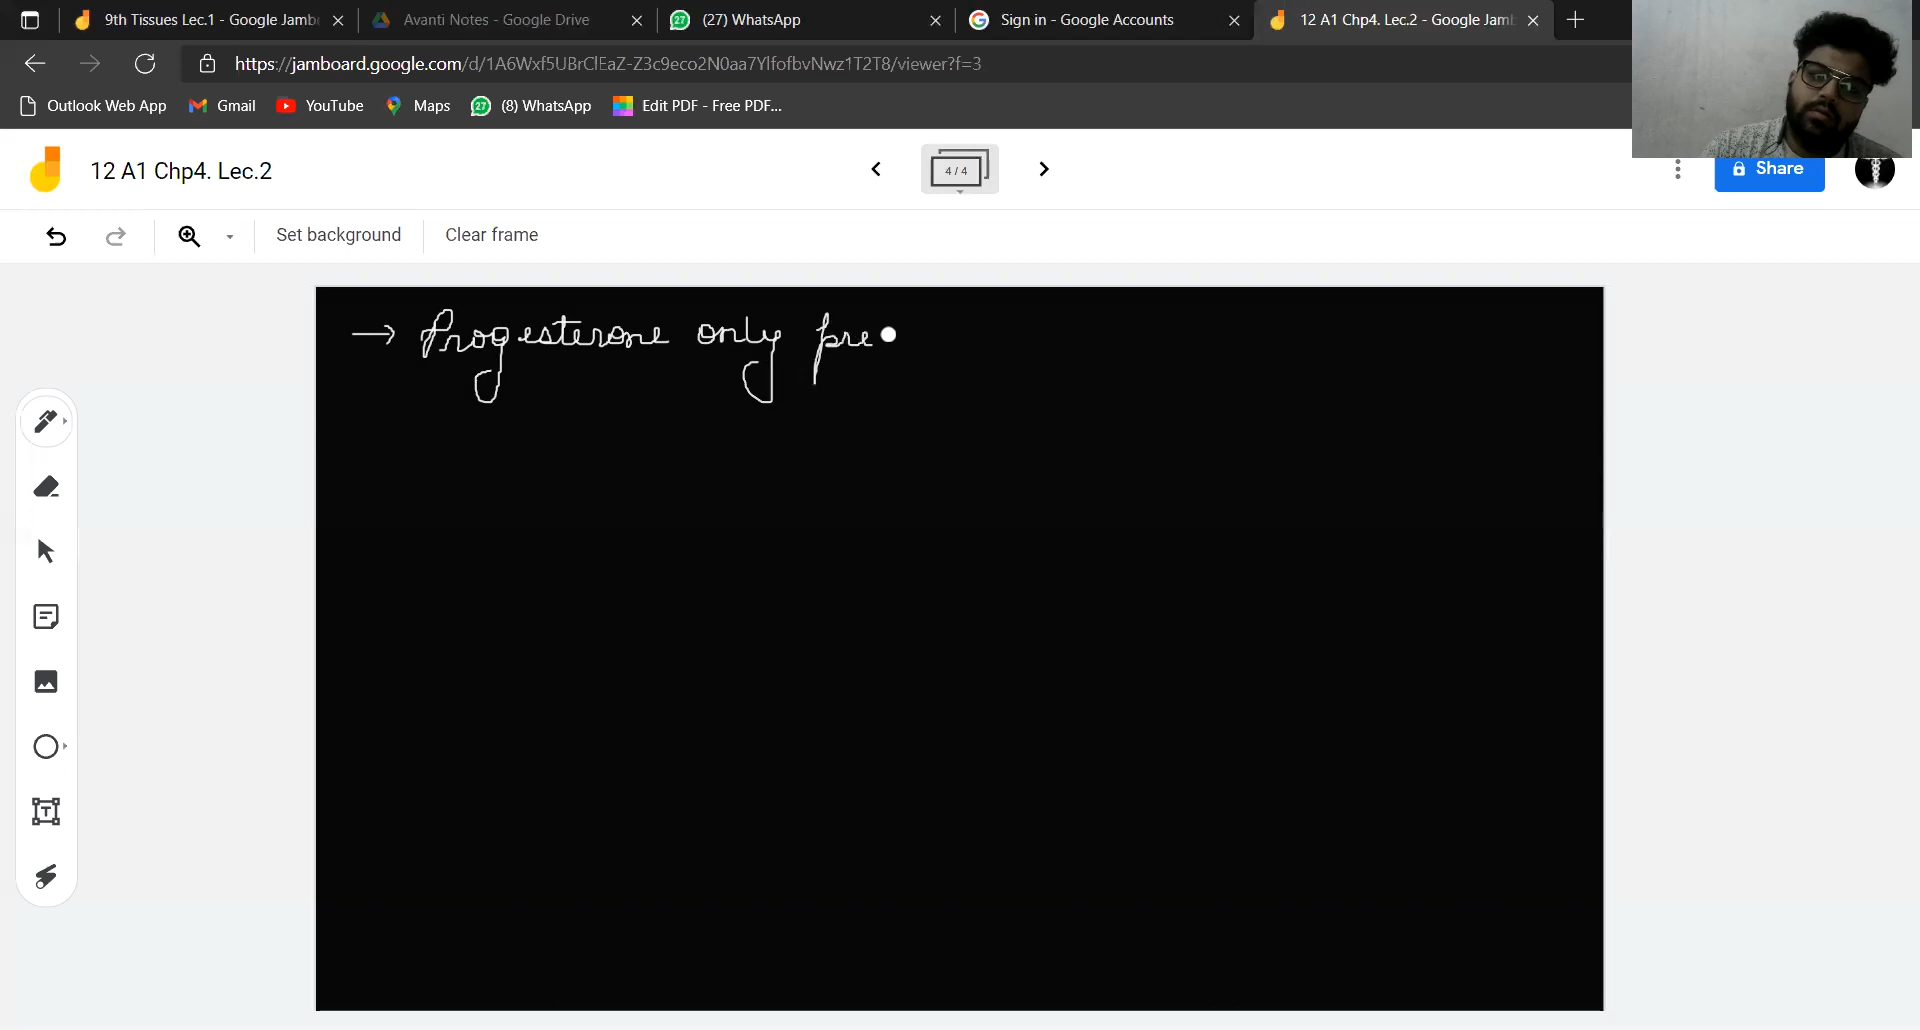 9th Tissues Lec.1 - Google Jambo
Avanti Notes - Google Drive
27 (27) WhatsApp
Sign in - Google Accounts
12 A1 Chp4. Lec.2 - Google Jamb
https://jamboard.google.com/d/1A6Wxf5UBrClEaZ-Z3c9eco2N0aa7YlfofbvNwz1T2T8/viewer?f=3
Outlook Web App Gmail YouTube Maps 27 (8) WhatsApp Edit PDF - Free PDF...
12 A1 Chp4. Lec.2
4 / 4
Share
Set background Clear frame
→ Progesterone only pre